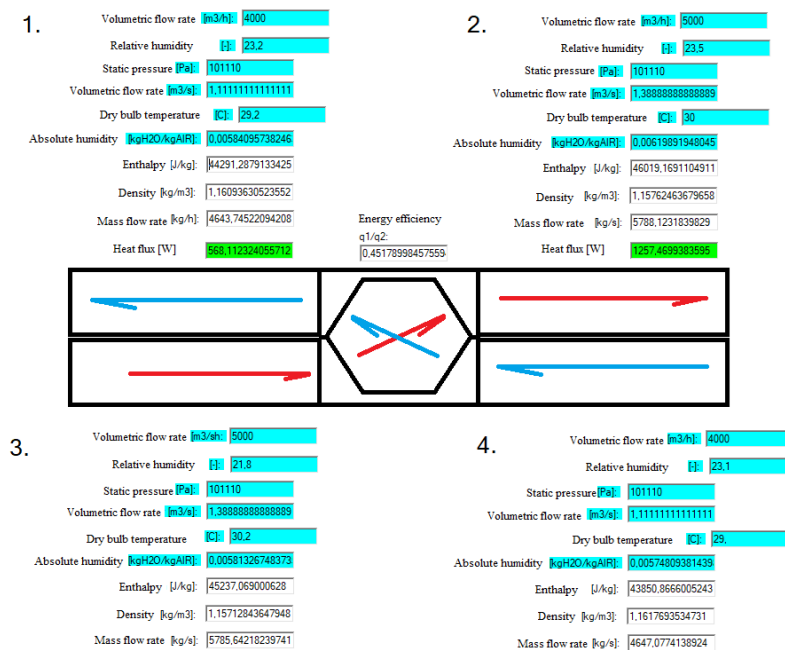 1.
Volumetric flow rate [m3/h]: 4000
Relative humidity [-]: 23,2
Static pressure [Pa]: 101110
Volumetric flow rate [m3/s]: 1,11111111111111
Dry bulb temperature [C]: 29,2
Absolute humidity [kgH2O/kgAIR]: 0,00584095738246
Enthalpy [J/kg]: 44291,2879133425
Density [kg/m3]: 1,16093630523552
Mass flow rate [kg/h]: 4643,74522094208
Heat flux [W] 568,112324055712
Energy efficiency
q1/q2:
0,45178998457559
2.
Volumetric flow rate [m3/h]: 5000
Relative humidity [-]: 23,5
Static pressure [Pa]: 101110
Volumetric flow rate [m3/s]: 1,38888888888889
Dry bulb temperature [C]: 30
Absolute humidity [kgH2O/kgAIR]: 0,00619891948045
Enthalpy [J/kg]: 46019,1691104911
Density [kg/m3]: 1,15762463679658
Mass flow rate [kg/s]: 5788,1231839829
Heat flux [W] 1257,4699383595
3.
Volumetric flow rate [m3/sh: 5000
Relative humidity [-]: 21,8
Static pressure [Pa]: 101110
Volumetric flow rate [m3/s]: 1,38888888888889
Dry bulb temperature [C]: 30,2
Absolute humidity [kgH2O/kgAIR]: 0,00581326748373
Enthalpy [J/kg]: 45237,069000628
Density [kg/m3]: 1,15712843647948
Mass flow rate [kg/s]: 5785,64218239741
4.
Volumetric flow rate [m3/h]: 4000
Relative humidity [-]: 23,1
Static pressure[Pa]: 101110
Volumetric flow rate [m3/s]: 1,11111111111111
Dry bulb temperature [C]: 29,
Absolute humidity [kgH2O/kgAIR]: 0,00574809381439
Enthalpy [J/kg]: 43850,8666005243
Density [kg/m3]: 1,1617693534731
Mass flow rate [kg/s]: 4647,0774138924